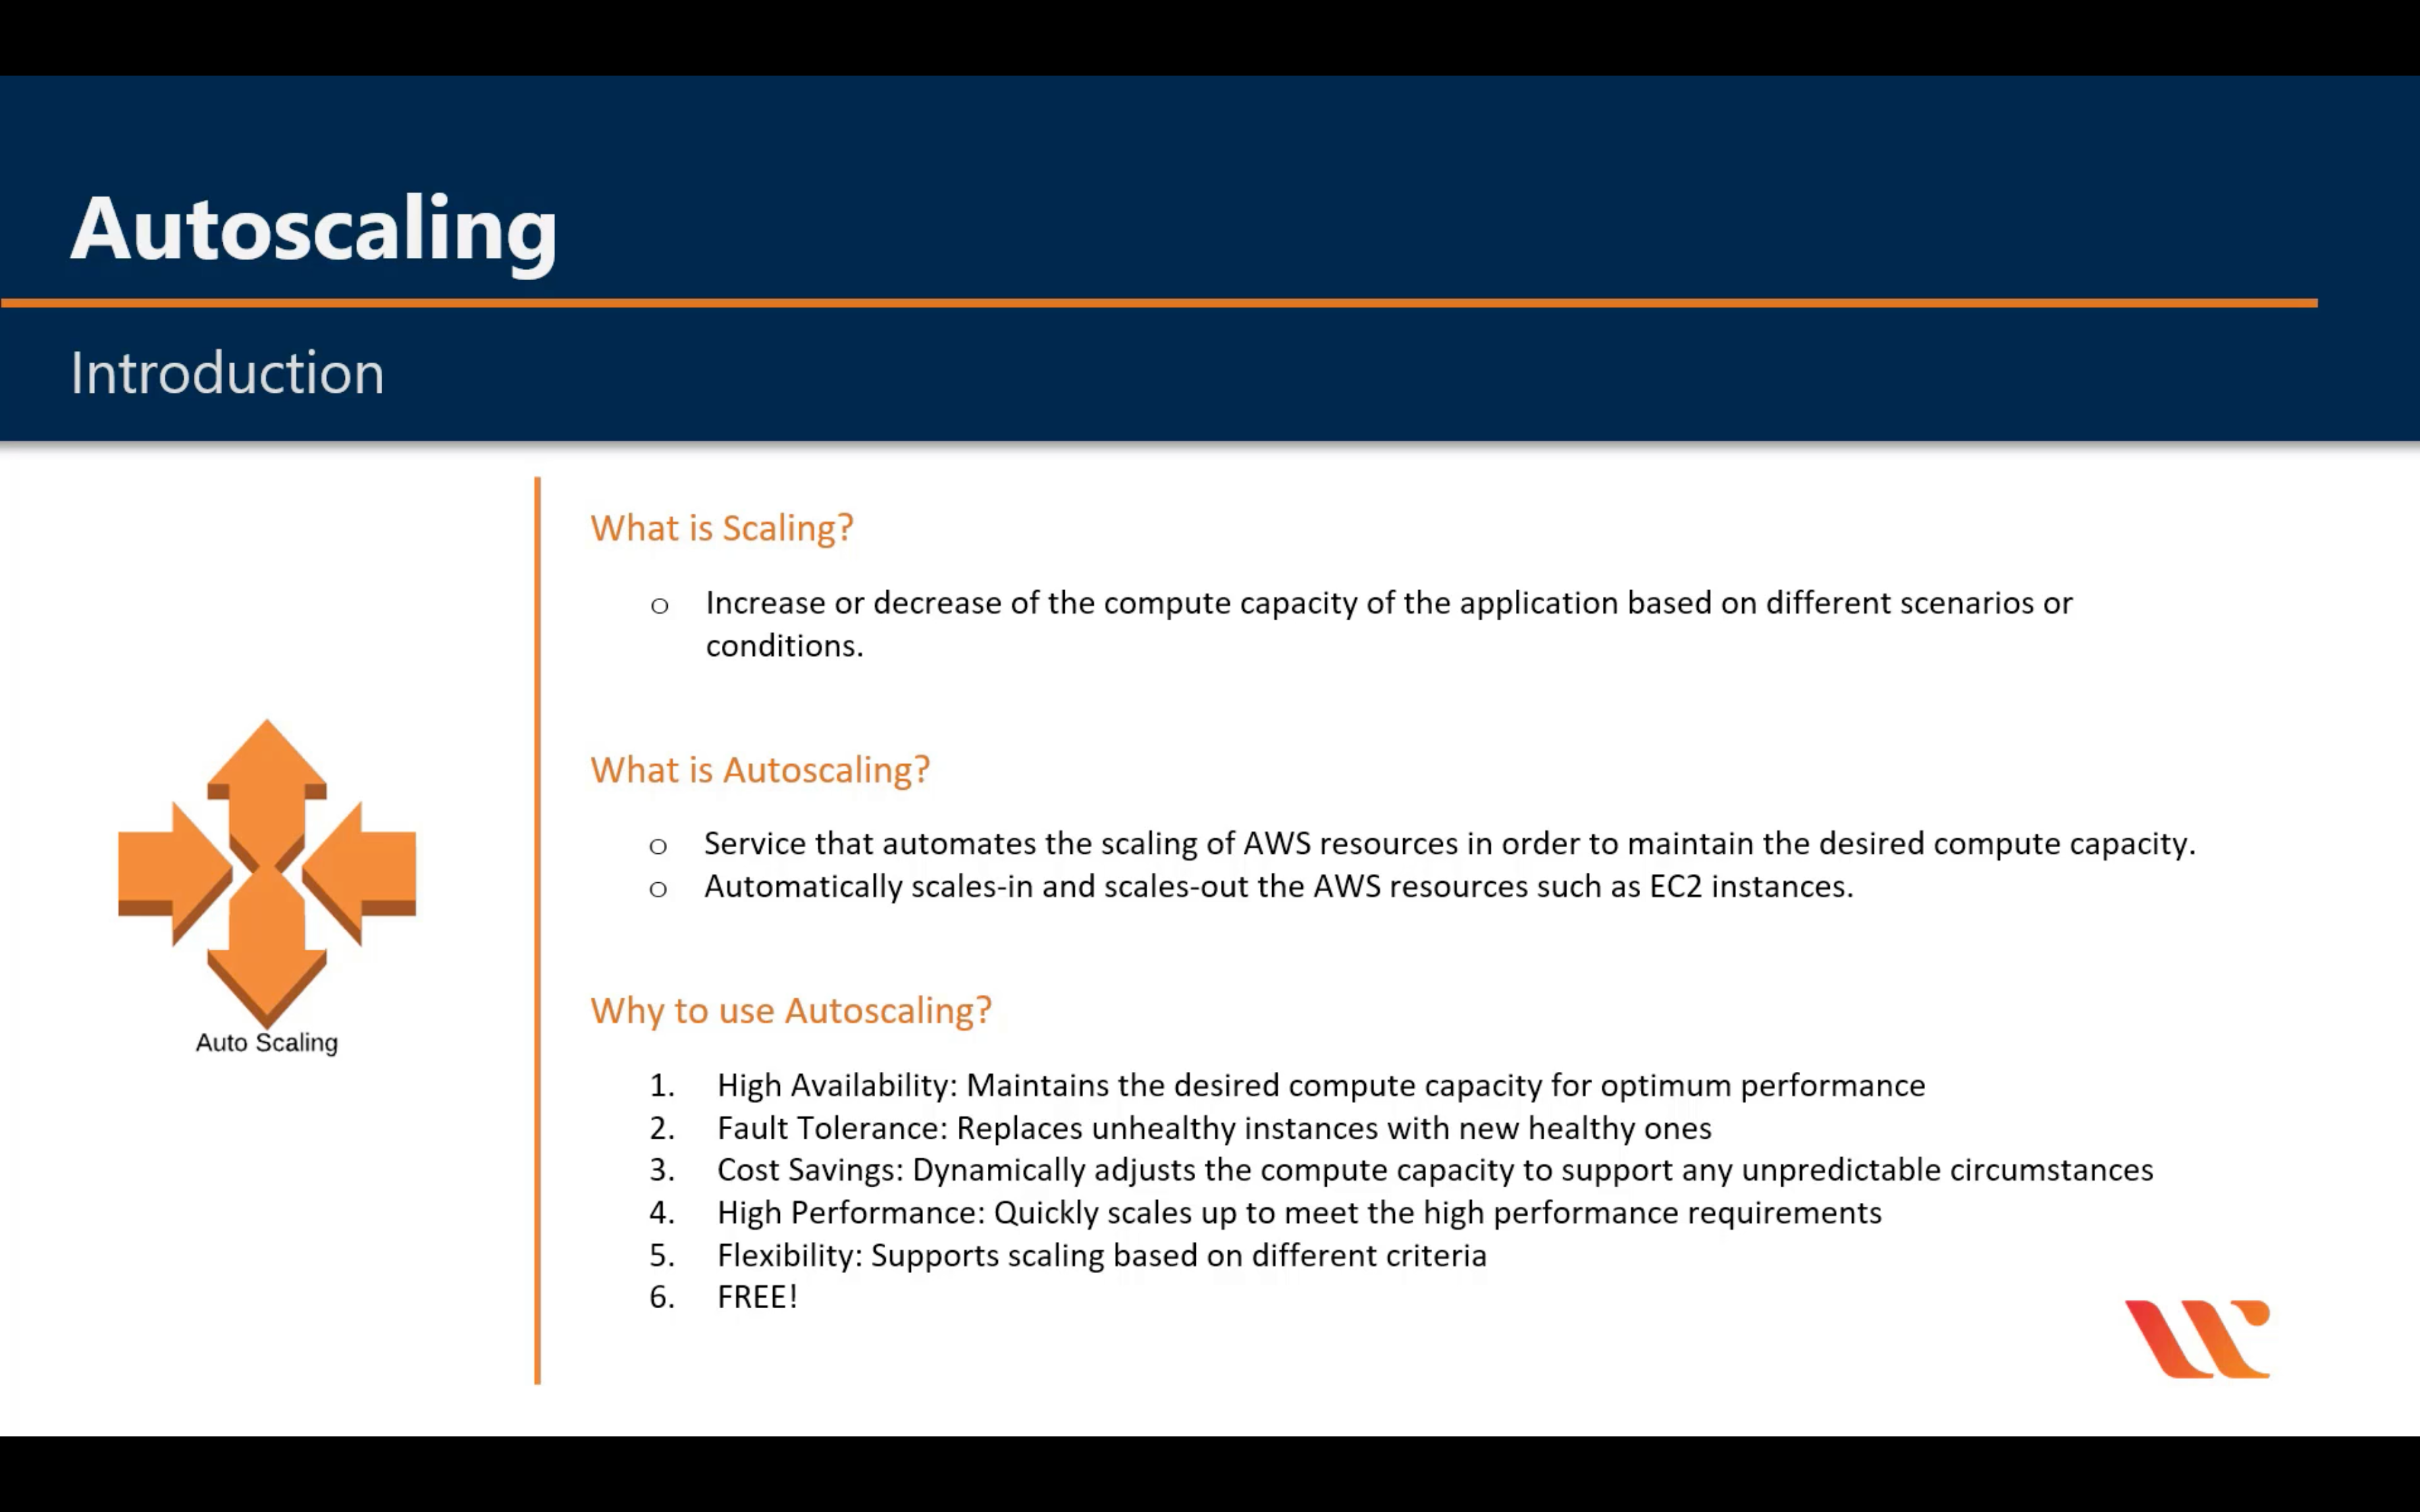 Autoscaling
Introduction
What is Scaling?
o Increase or decrease of the compute capacity of the application based on different scenarios or
conditions.
What is Autoscaling?
o Service that automates the scaling of AWS resources in order to maintain the desired compute capacity.
o Automatically scales-in and scales-out the AWS resources such as EC2 instances.
Auto Scaling
Why to use Autoscaling?
1. High Availability: Maintains the desired compute capacity for optimum performance
2. Fault Tolerance: Replaces unhealthy instances with new healthy ones
3. Cost Savings: Dynamically adjusts the compute capacity to support any unpredictable circumstances
4. High Performance: Quickly scales up to meet the high performance requirements
5. Flexibility: Supports scaling based on different criteria
6. FREE!